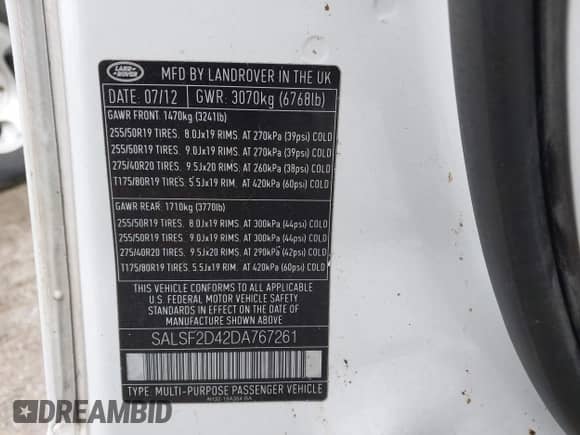 LAND
ROVER
MFD BY LANDROVER IN THE UK
DATE: 07/12 GWR: 3070kg (6768lb)
GAWR FRONT: 1470kg (3241lb)
255/50R19 TIRES. 8.0Jx19 RIMS. AT 270kPa (39psi) COLD
255/50R19 TIRES. 9.0Jx19 RIMS. AT 270kPa (39psi) COLD
275/40R20 TIRES. 9.5Jx20 RIMS. AT 260kPa (38psi) COLD
T175/80R19 TIRES. 5.5Jx19 RIM. AT 420kPa (60psi) COLD
GAWR REAR: 1710kg (3770lb)
255/50R19 TIRES. 8.0Jx19 RIMS. AT 300kPa (44psi) COLD
255/50R19 TIRES. 9.0Jx19 RIMS. AT 300kPa (44psi) COLD
275/40R20 TIRES. 9.5Jx20 RIMS. AT 290kPa (42psi) COLD
T175/80R19 TIRES. 5.5Jx19 RIM. AT 420kPa (60psi) COLD
THIS VEHICLE CONFORMS TO ALL APPLICABLE
U.S. FEDERAL MOTOR VEHICLE SAFETY
STANDARDS IN EFFECT ON THE DATE OF
MANUFACTURE SHOWN ABOVE
SALSF2D42DA767261
TYPE: MULTI-PURPOSE PASSENGER VEHICLE
DREAMBID